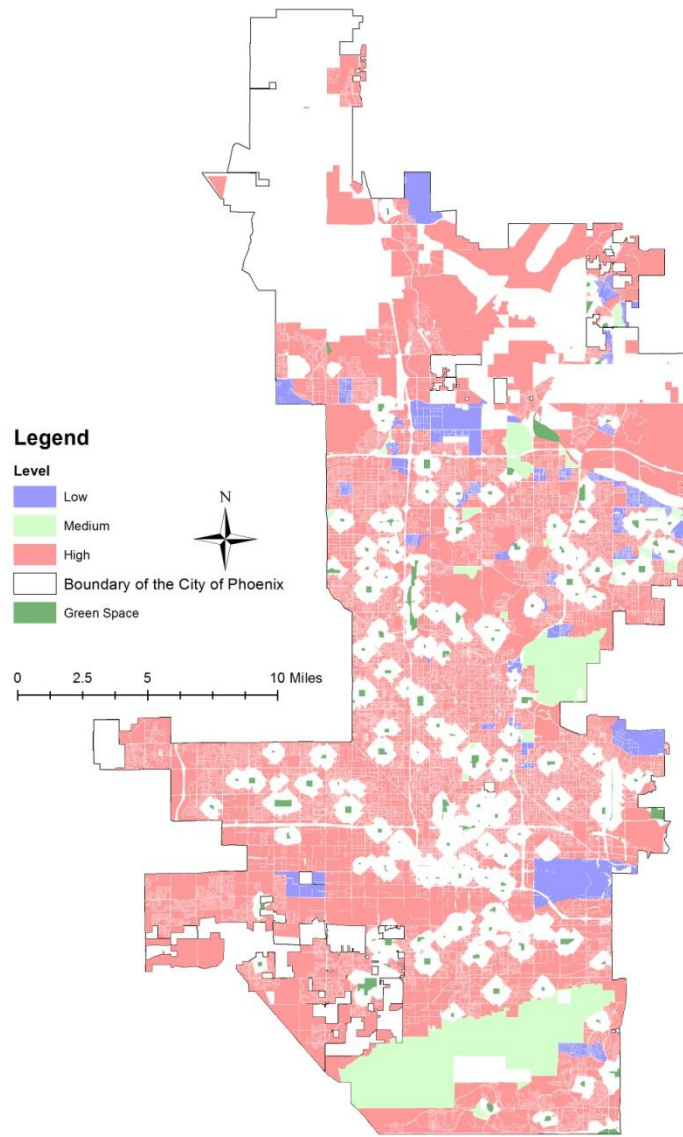 Legend
Level
Low
Medium
High
Boundary of the City of Phoenix
Green Space
N
0 2.5 5 10 Miles